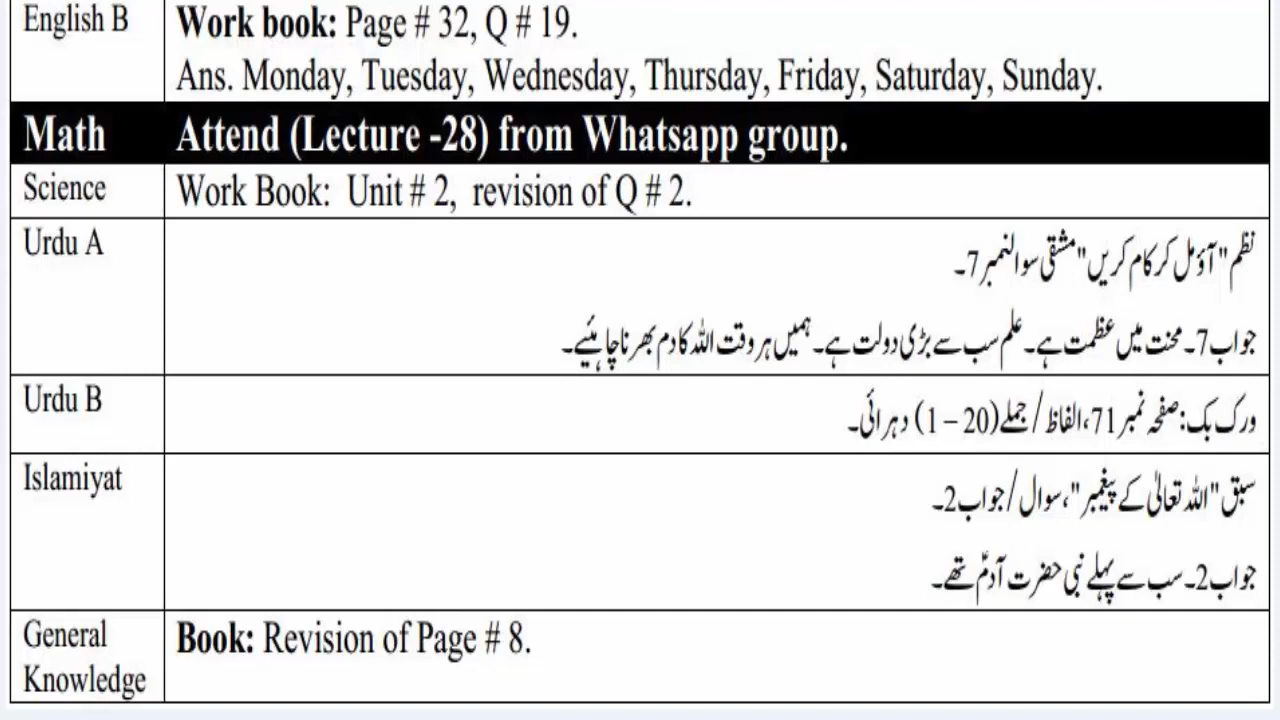 English B
Work book: Page # 32, Q # 19.
Ans. Monday, Tuesday, Wednesday, Thursday, Friday, Saturday, Sunday.
Math Attend (Lecture -28) from Whatsapp group.
Science Work Book: Unit # 2, revision of Q # 2.
Urdu A
نظم "آؤ مل کر کام کریں" مشقی سوالنمبر 7۔
جواب 7۔ محنت میں عظمت ہے۔ علم سب سے بڑی دولت ہے۔ ہمیں ہر وقت اللہ کا دم بھرنا چاہئیے۔
Urdu B
ورک بک: صفحہ نمبر 71، الفاظ / جملے (20 – 1) دہرائی۔
Islamiyat
سبق "اللہ تعالیٰ کے پیغمبر"، سوال / جواب 2۔
جواب 2۔ سب سے پہلے نبی حضرت آدمؑ تھے۔
General
Knowledge
Book: Revision of Page # 8.